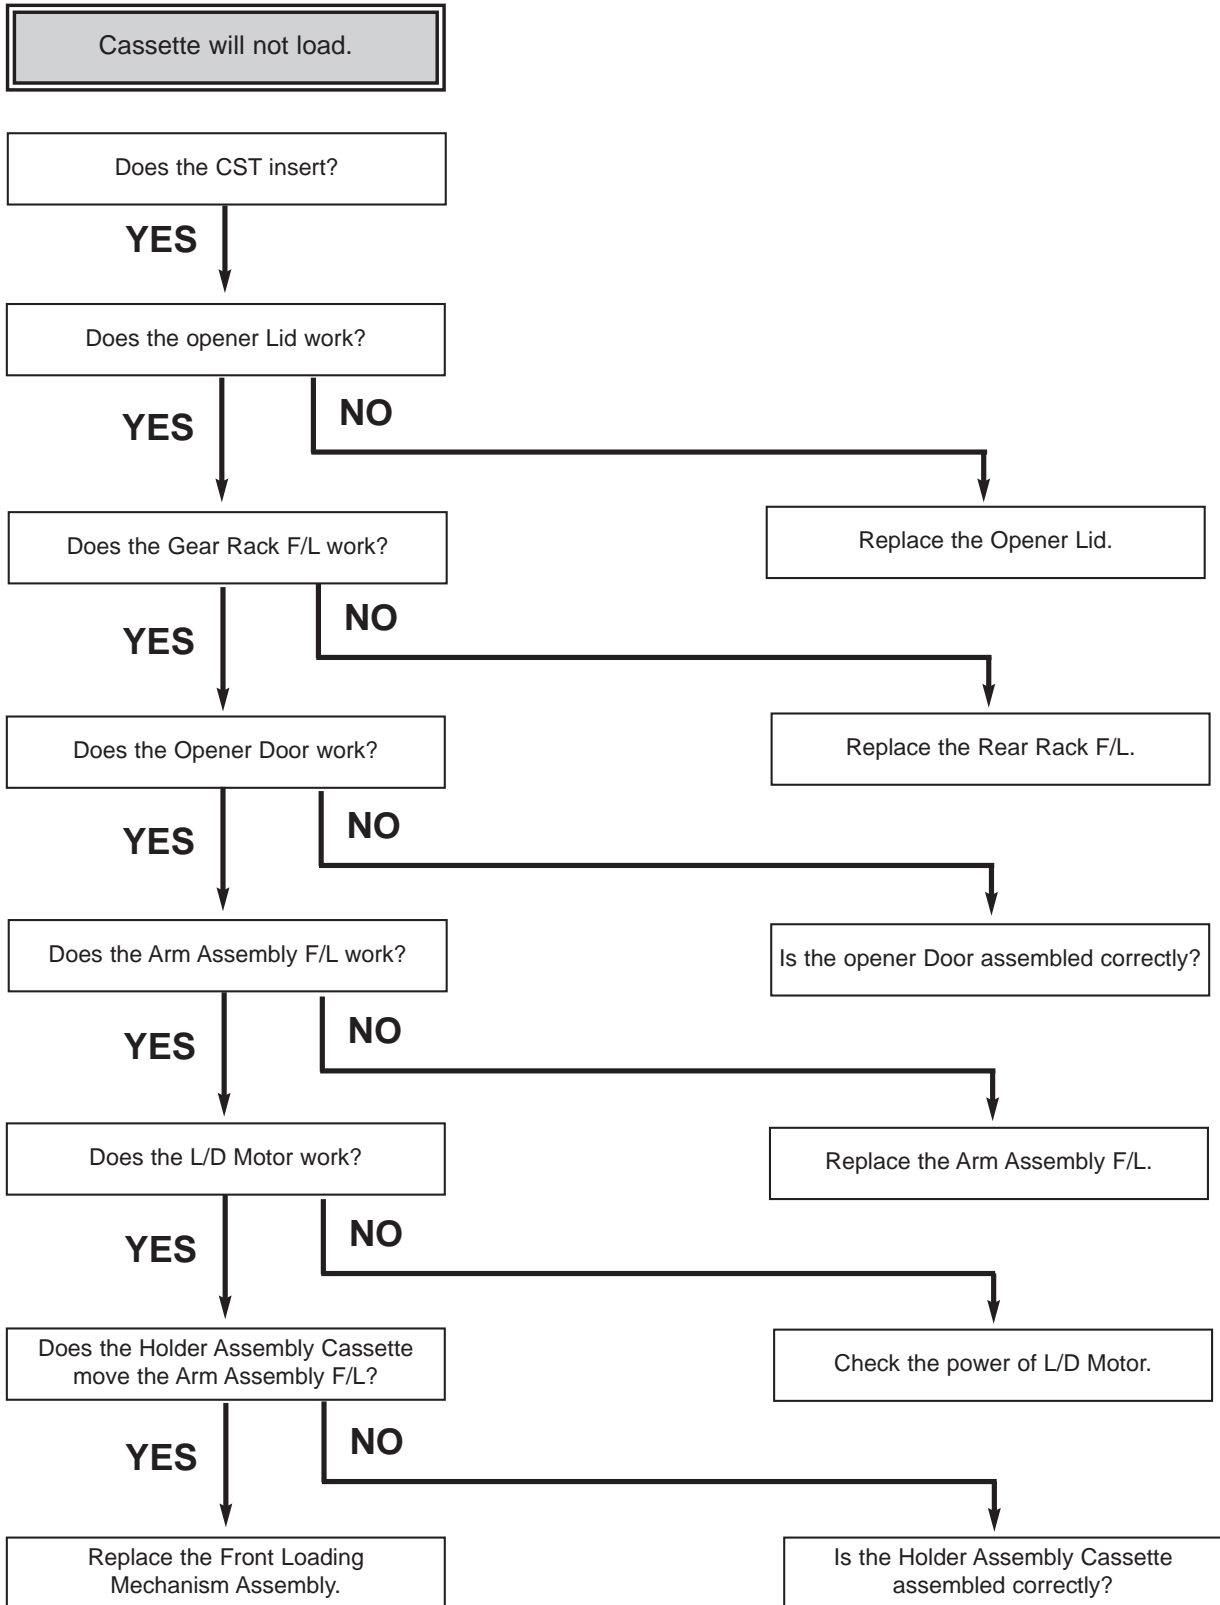 Cassette will not load.
Does the CST insert?
YES
Does the opener Lid work?
YES
NO
Does the Gear Rack F/L work?
Replace the Opener Lid.
YES
NO
Does the Opener Door work?
Replace the Rear Rack F/L.
YES
NO
Does the Arm Assembly F/L work?
Is the opener Door assembled correctly?
YES
NO
Does the L/D Motor work?
Replace the Arm Assembly F/L.
YES
NO
Does the Holder Assembly Cassette
move the Arm Assembly F/L?
Check the power of L/D Motor.
YES
NO
Replace the Front Loading
Mechanism Assembly.
Is the Holder Assembly Cassette
assembled correctly?